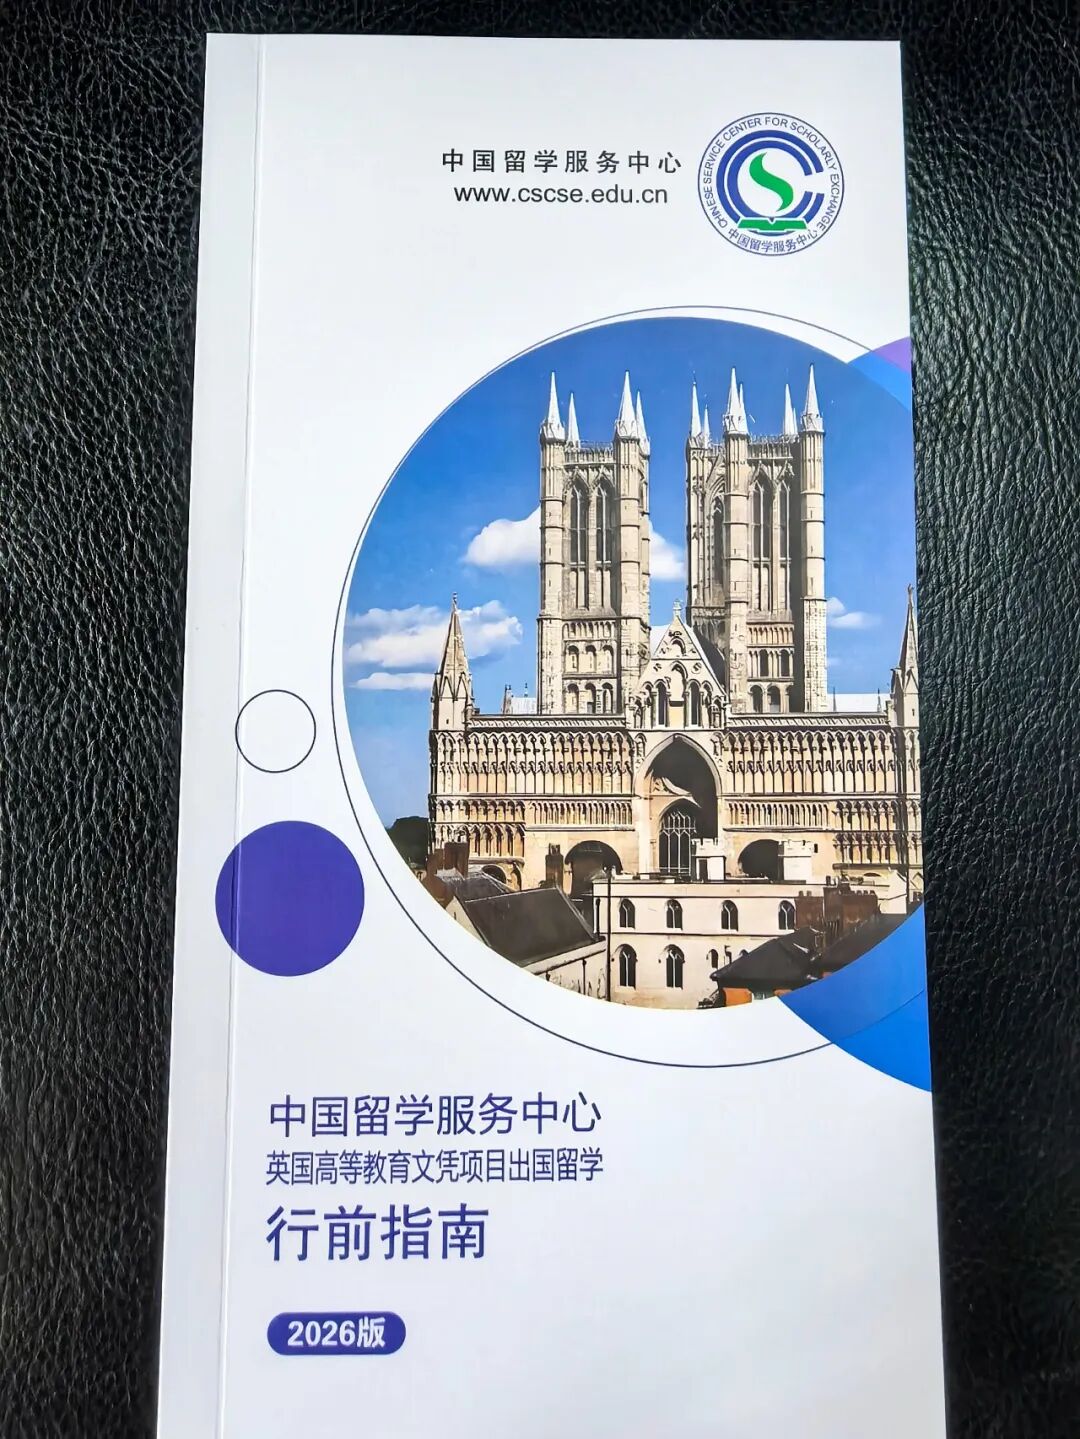 中国留学服务中心
www.cscse.edu.cn
CHINESE SERVICE CENTER FOR SCHOLARLY EXCHANGE
中国留学服务中心
中国留学服务中心
英国高等教育文凭项目出国留学
行前指南
2026版